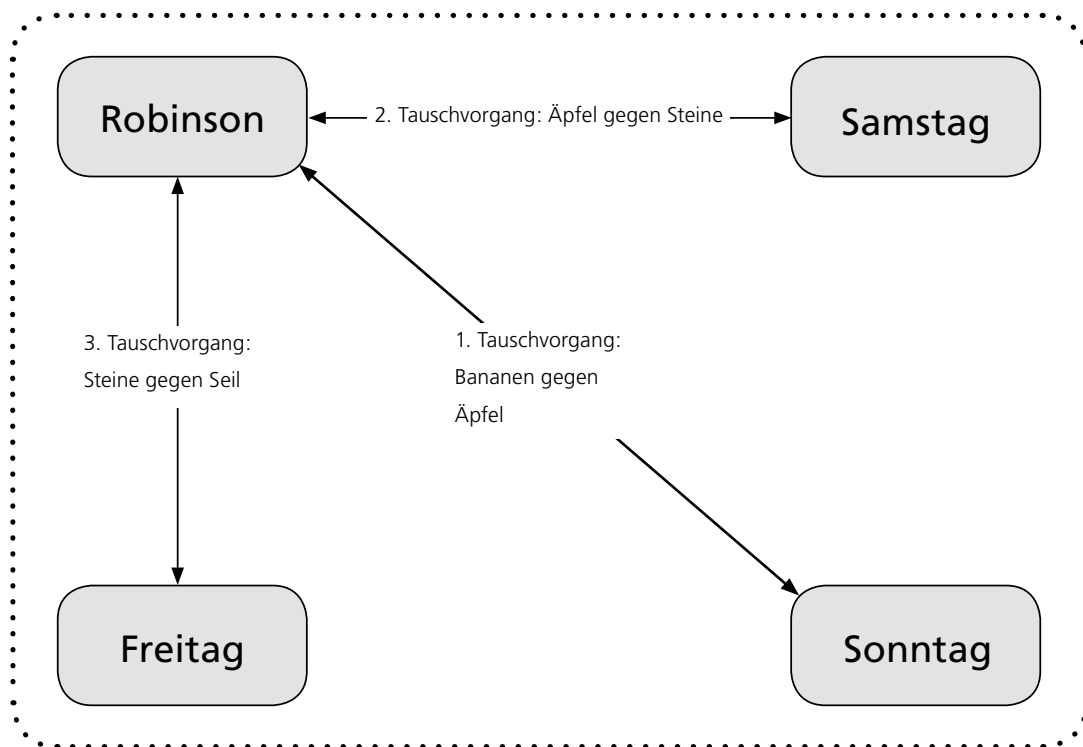 Robinson
2. Tauschvorgang: Äpfel gegen Steine
Samstag
3. Tauschvorgang:
Steine gegen Seil
1. Tauschvorgang:
Bananen gegen
Äpfel
Freitag
Sonntag